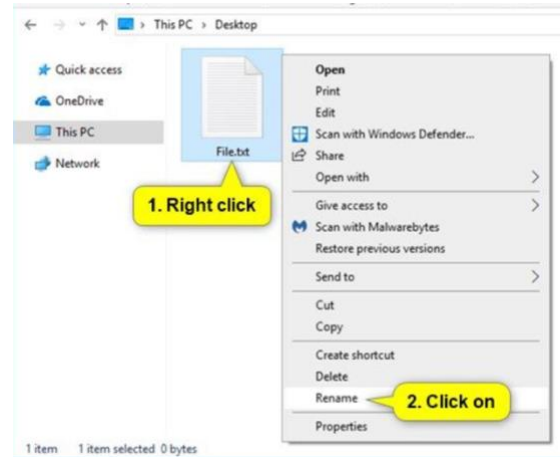 This PC > Desktop
Quick access
OneDrive
This PC
Network
File.txt
1. Right click
Open
Print
Edit
Scan with Windows Defender...
Share
Open with
Give access to
Scan with Malwarebytes
Restore previous versions
Send to
Cut
Copy
Create shortcut
Delete
Rename
2. Click on
Properties
1 item 1 item selected 0 bytes